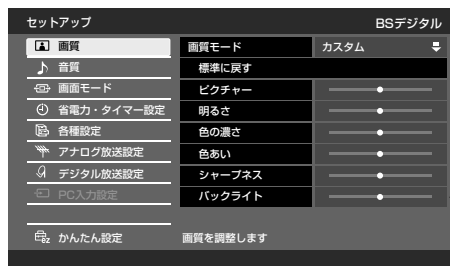 セットアップ
BSデジタル
画質
音質
画面モード
省電力・タイマー設定
各種設定
アナログ放送設定
デジタル放送設定
PC入力設定
かんたん設定
画質モード
カスタム
標準に戻す
ピクチャー
明るさ
色の濃さ
色あい
シャープネス
バックライト
画質を調整します